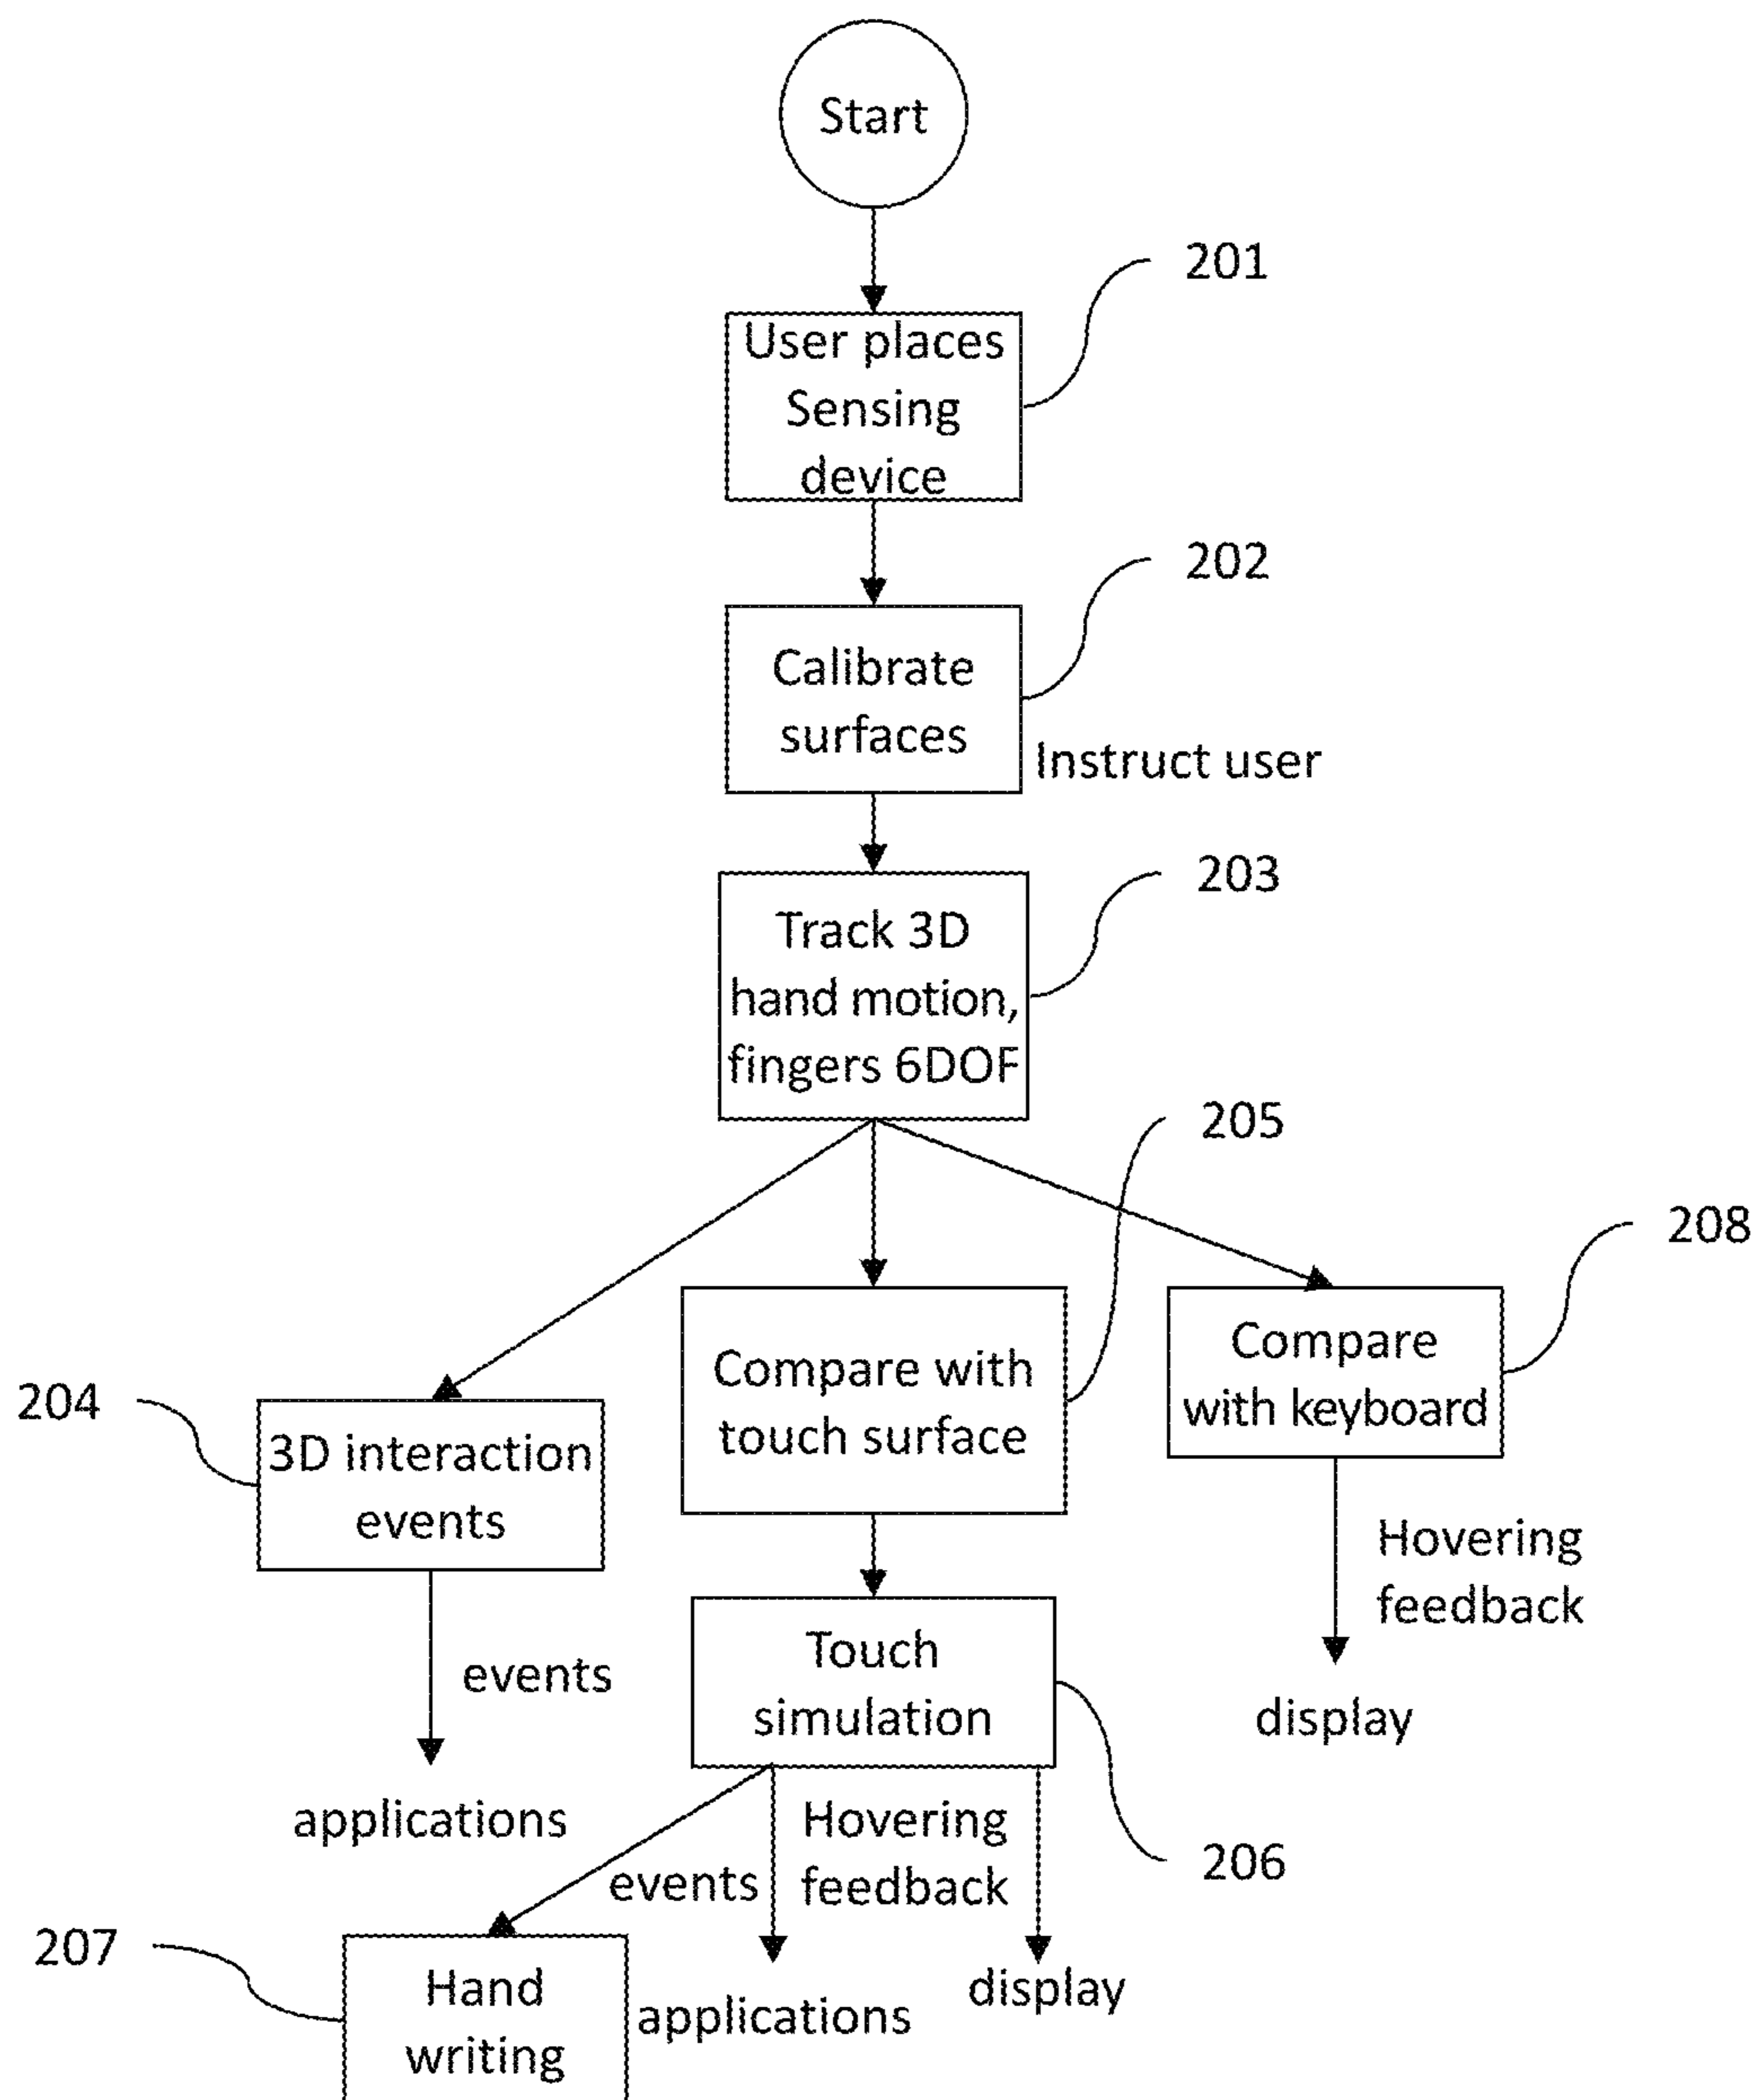 Start
201
User places
Sensing
device
202
Calibrate
surfaces
Instruct user
203
Track 3D
hand motion,
fingers 6DOF
205
208
204
3D interaction
events
Compare with
touch surface
Compare
with keyboard
Hovering
feedback
events
Touch
simulation
display
applications
events
Hovering
feedback
206
207
Hand
writing
applications
display